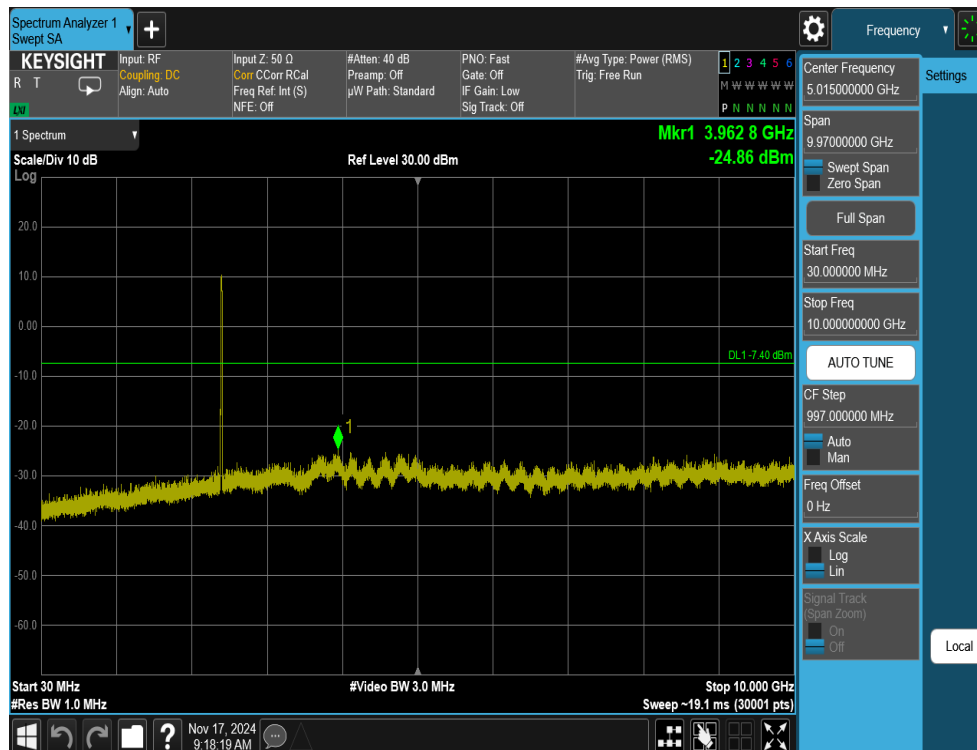 Spectrum Analyzer 1
Swept SA
Frequency
KEYSIGHT
R T
LXI
Input: RF
Coupling: DC
Align: Auto
Input Z: 50 Ω
Corr CCorr RCal
Freq Ref: Int (S)
NFE: Off
#Atten: 40 dB
Preamp: Off
µW Path: Standard
PNO: Fast
Gate: Off
IF Gain: Low
Sig Track: Off
#Avg Type: Power (RMS)
Trig: Free Run
1 2 3 4 5 6
M W W W W W
P N N N N N
1 Spectrum
Scale/Div 10 dB
Log
Ref Level 30.00 dBm
Mkr1 3.962 8 GHz
-24.86 dBm
20.0
10.0
0.00
DL1 -7.40 dBm
-10.0
-20.0
1
-30.0
-40.0
-50.0
-60.0
Start 30 MHz
#Res BW 1.0 MHz
#Video BW 3.0 MHz
Stop 10.000 GHz
Sweep ~19.1 ms (30001 pts)
Center Frequency
5.015000000 GHz
Settings
Span
9.97000000 GHz
Swept Span
Zero Span
Full Span
Start Freq
30.000000 MHz
Stop Freq
10.000000000 GHz
AUTO TUNE
CF Step
997.000000 MHz
Auto
Man
Freq Offset
0 Hz
X Axis Scale
Log
Lin
Signal Track
(Span Zoom)
On
Off
Local
?
Nov 17, 2024
9:18:19 AM